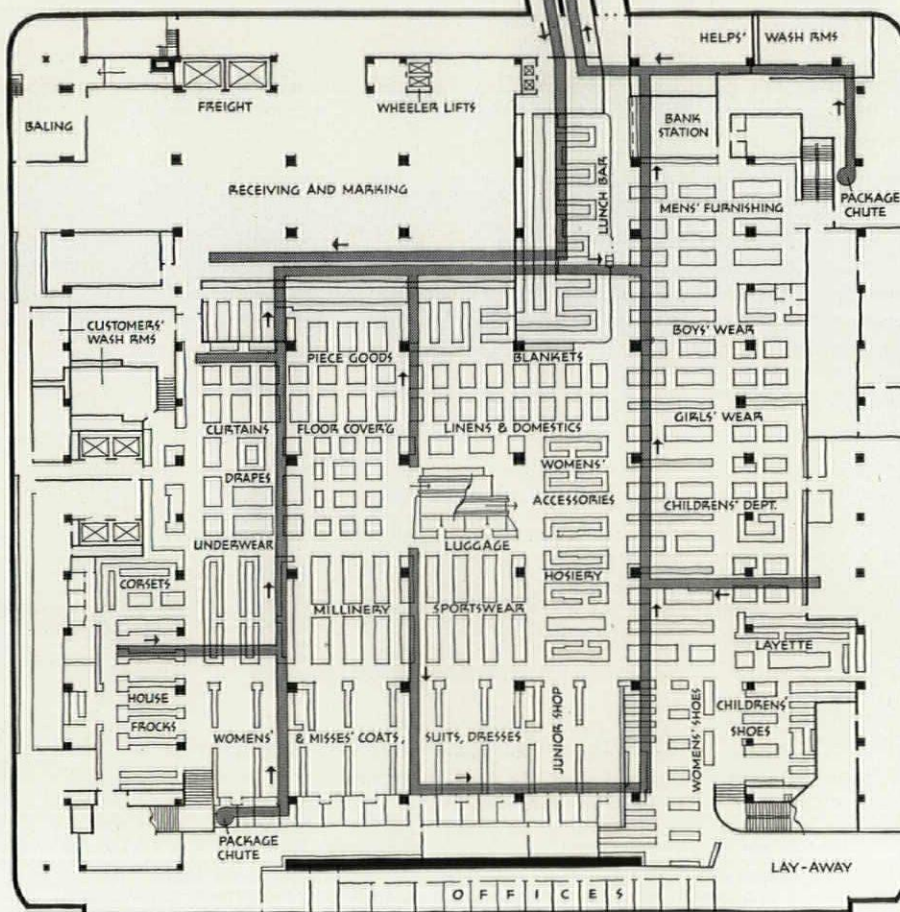 HELPS' WASH RMS
FREIGHT
WHEELER LIFTS
BALING
BANK
STATION
LUNCH BAR
RECEIVING AND MARKING
PACKAGE
CHUTE
MENS' FURNISHING
CUSTOMERS'
WASH RMS
BOYS' WEAR
PIECE GOODS
BLANKETS
CURTAINS
FLOOR COVER'G
LINENS & DOMESTICS
GIRLS' WEAR
WOMENS'
ACCESSORIES
DRAPES
CHILDRENS' DEPT.
UNDERWEAR
LUGGAGE
CORSETS
HOSIERY
MILLINERY
SPORTSWEAR
LAYETTE
HOUSE
FROCKS
WOMENS' & MISSES' COATS, SUITS, DRESSES
JUNIOR SHOP
WOMENS' SHOES
CHILDRENS'
SHOES
PACKAGE
CHUTE
LAY-AWAY
OFFICES